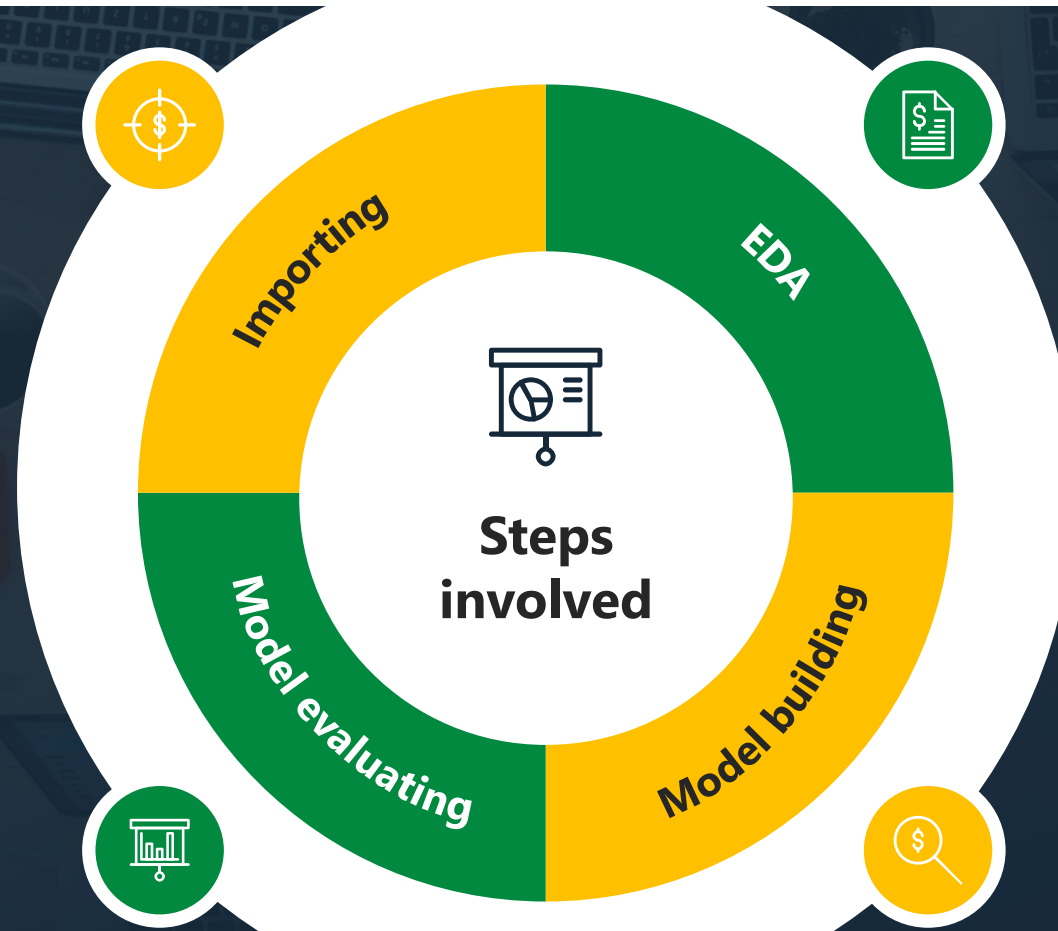 Importing
EDA
Steps
involved
Model evaluating
Model building